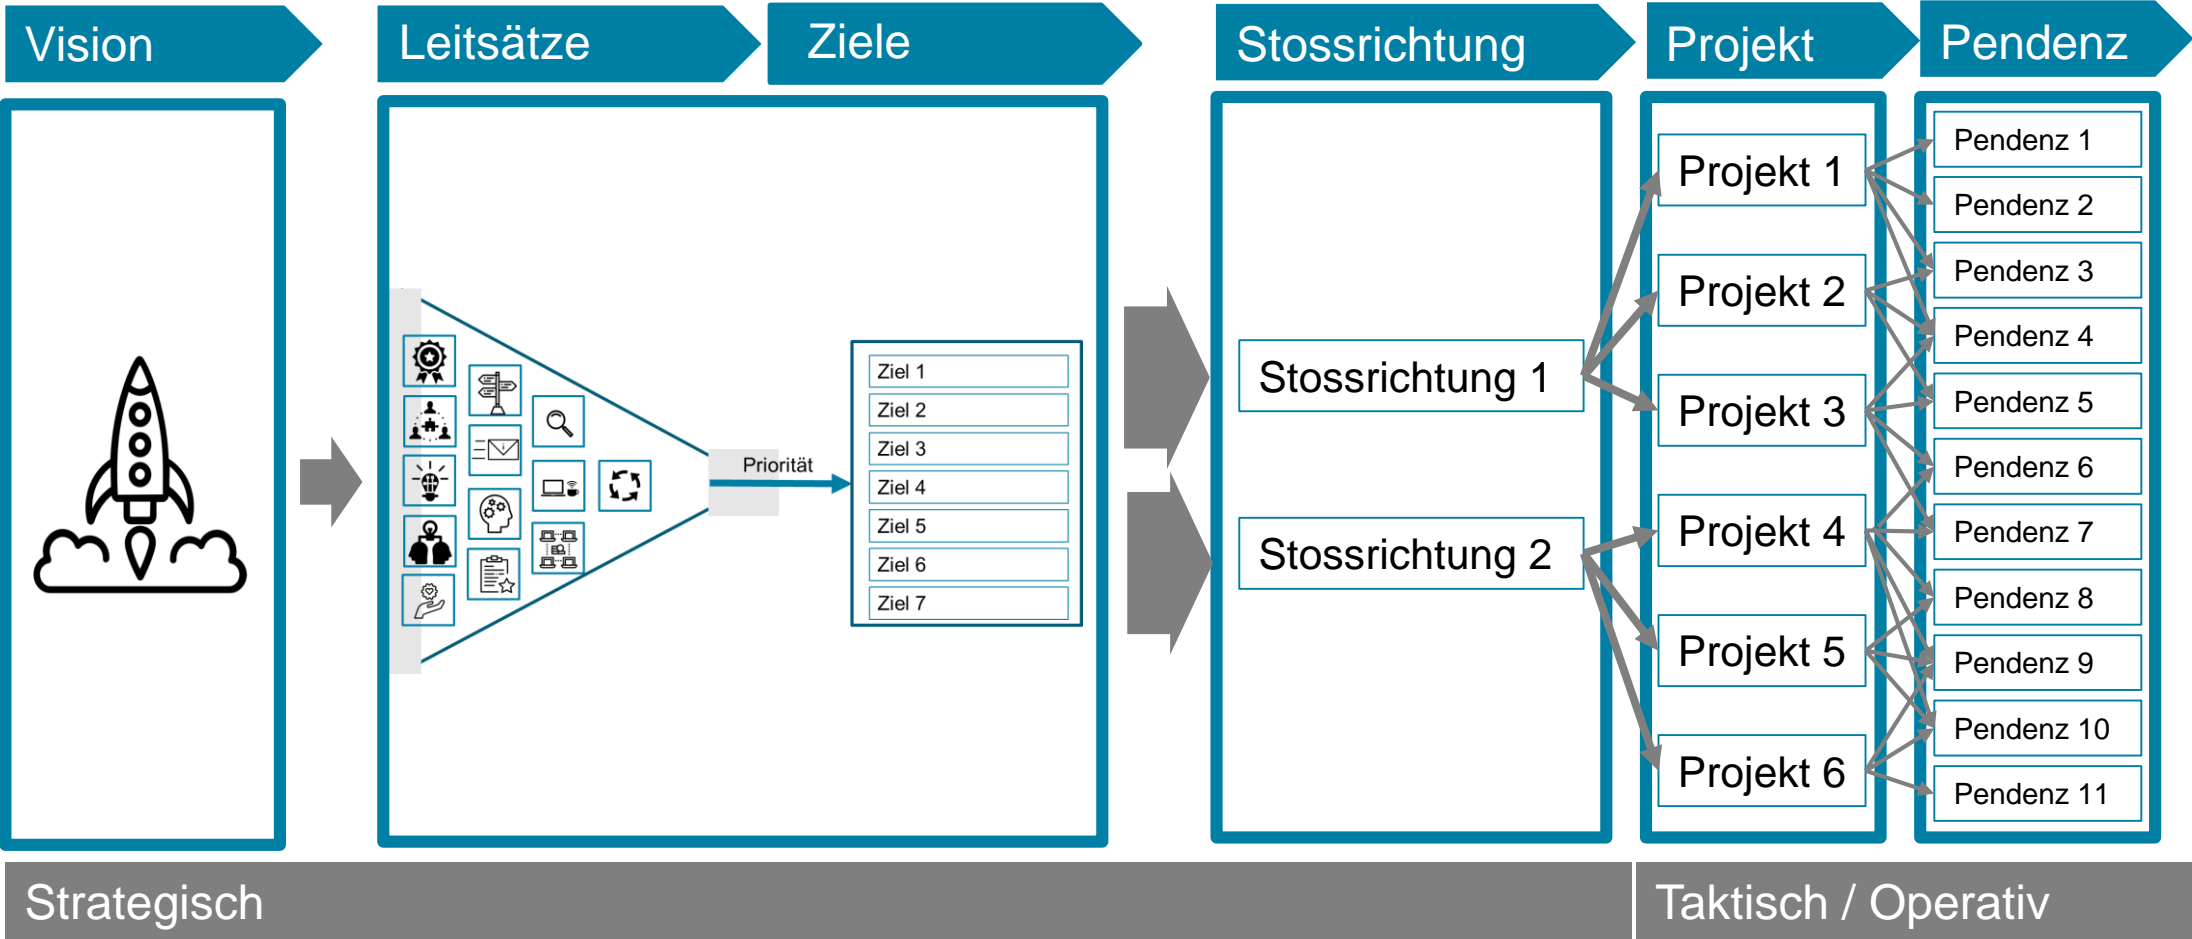 Vision
Leitsätze
Ziele
Stossrichtung
Projekt
Pendenz
Priorität
Ziel 1
Ziel 2
Ziel 3
Ziel 4
Ziel 5
Ziel 6
Ziel 7
Stossrichtung 1
Stossrichtung 2
Projekt 1
Projekt 2
Projekt 3
Projekt 4
Projekt 5
Projekt 6
Pendenz 1
Pendenz 2
Pendenz 3
Pendenz 4
Pendenz 5
Pendenz 6
Pendenz 7
Pendenz 8
Pendenz 9
Pendenz 10
Pendenz 11
Strategisch
Taktisch / Operativ